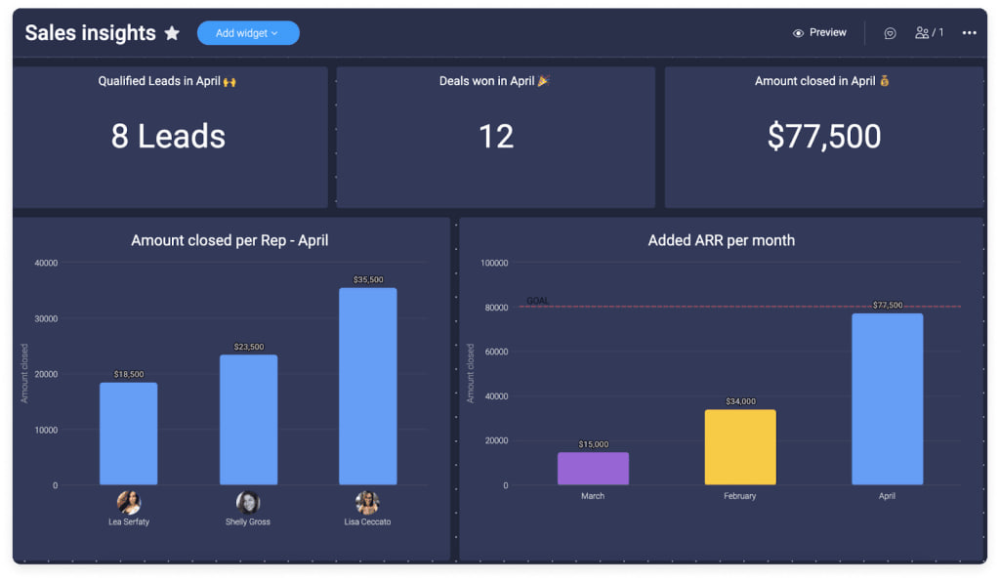 Sales insights
Add widget
Preview
/ 1
Qualified Leads in April 🙌
8 Leads
Deals won in April 🎉
12
Amount closed in April 💰
$77,500
Amount closed per Rep - April
Amount closed
40000
30000
20000
10000
0
$18,500
$23,500
$35,500
Lea Serfaty
Shelly Gross
Lisa Ceccato
Added ARR per month
Amount closed
100000
80000
60000
40000
20000
0
GOAL
$15,000
$34,000
$77,500
March
February
April